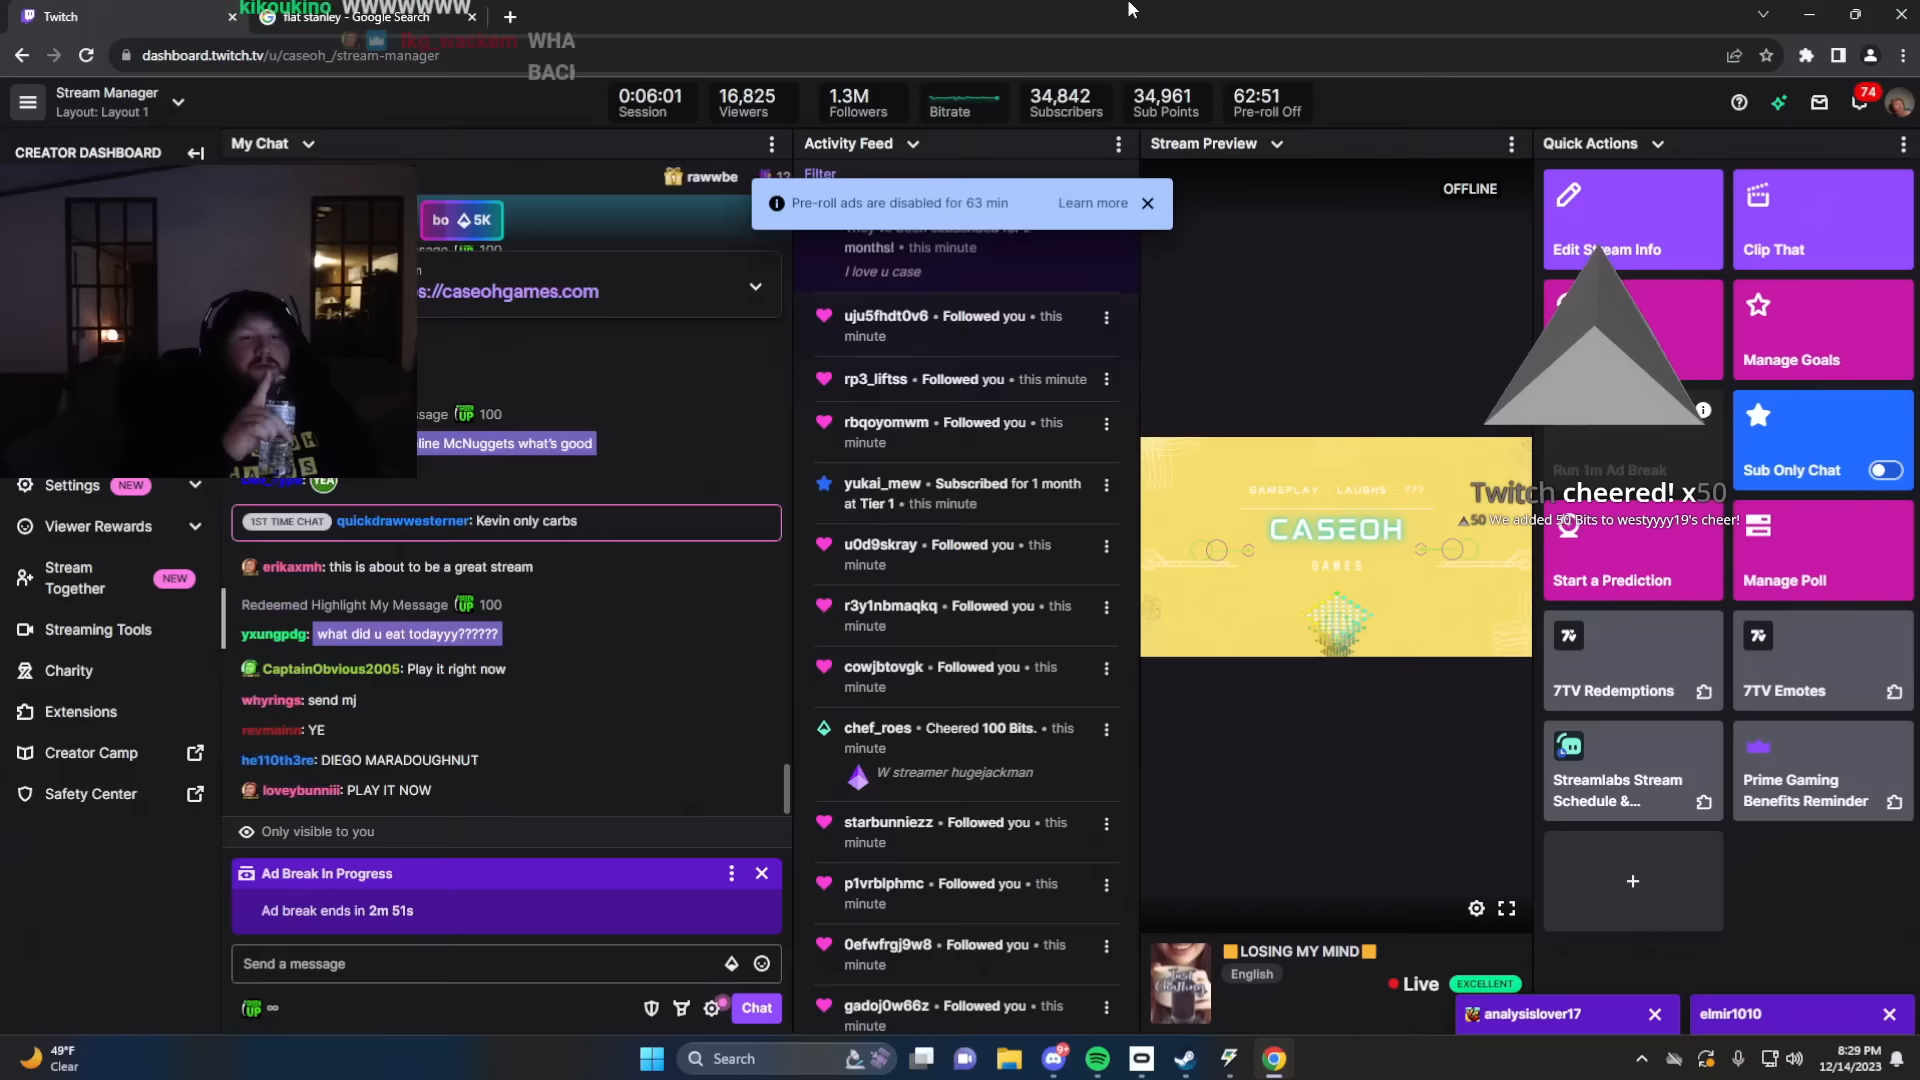 kikoukino WWWWWWWW
Twitch
flat stanley - Google Search
lkg_wackem WHA
BACK
dashboard.twitch.tv/u/caseoh_/stream-manager
Stream Manager
Layout: Layout 1
0:06:01
Session
16,825
Viewers
1.3M
Followers
Bitrate
34,842
Subscribers
34,961
Sub Points
62:51
Pre-roll Off
74
CREATOR DASHBOARD
Settings NEW
Viewer Rewards
Stream
Together
NEW
Streaming Tools
Charity
Extensions
Creator Camp
Safety Center
My Chat
rawwbe 12
bo 5K
100
s://caseohgames.com
ssage 100
line McNuggets what's good
YEA
1ST TIME CHAT quickdrawwesterner: Kevin only carbs
erikaxmh: this is about to be a great stream
Redeemed Highlight My Message 100
yxungpdg: what did u eat todayyy??????
CaptainObvious2005: Play it right now
whyrings: send mj
revmainn: YE
he110th3re: DIEGO MARADOUGHNUT
loveybunniii: PLAY IT NOW
Only visible to you
Ad Break In Progress
Ad break ends in 2m 51s
Send a message
∞
Chat
Activity Feed
Filter
Pre-roll ads are disabled for 63 min Learn more
months! • this minute
I love u case
uju5fhdt0v6 • Followed you • this
minute
rp3_liftss • Followed you • this minute
rbqoyomwm • Followed you • this
minute
yukai_mew • Subscribed for 1 month
at Tier 1 • this minute
u0d9skray • Followed you • this
minute
r3y1nbmaqkq • Followed you • this
minute
cowjbtovgk • Followed you • this
minute
chef_roes • Cheered 100 Bits. • this
minute
W streamer hugejackman
starbunniezz • Followed you • this
minute
p1vrblphmc • Followed you • this
minute
0efwfrgj9w8 • Followed you • this
minute
gadoj0w66z • Followed you • this
minute
Stream Preview
OFFLINE
GAMEPLAY - LAUGHS - ???
CASEOH
GAMES
LOSING MY MIND
English
Just
Chatting
Live EXCELLENT
Quick Actions
Edit Stream Info
Clip That
Manage Goals
Run 1m Ad Break
Sub Only Chat
Twitch cheered! x50
50 We added 50 Bits to westyyyy19's cheer!
Start a Prediction
Manage Poll
7TV Redemptions
7TV Emotes
Streamlabs Stream
Schedule &...
Prime Gaming
Benefits Reminder
analysislover17
elmir1010
49°F
Clear
Search
9+
8:29 PM
12/14/2023